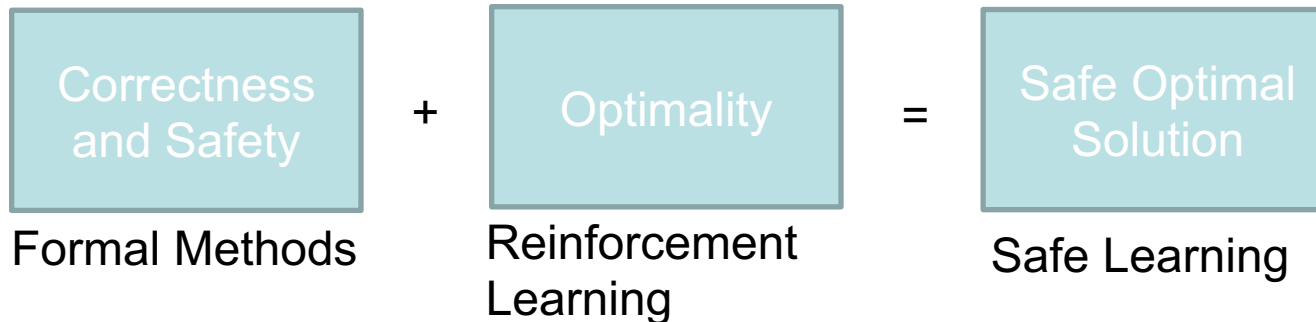 Correctness
and Safety
+
Optimality
=
Safe Optimal
Solution
Formal Methods
Reinforcement
Learning
Safe Learning